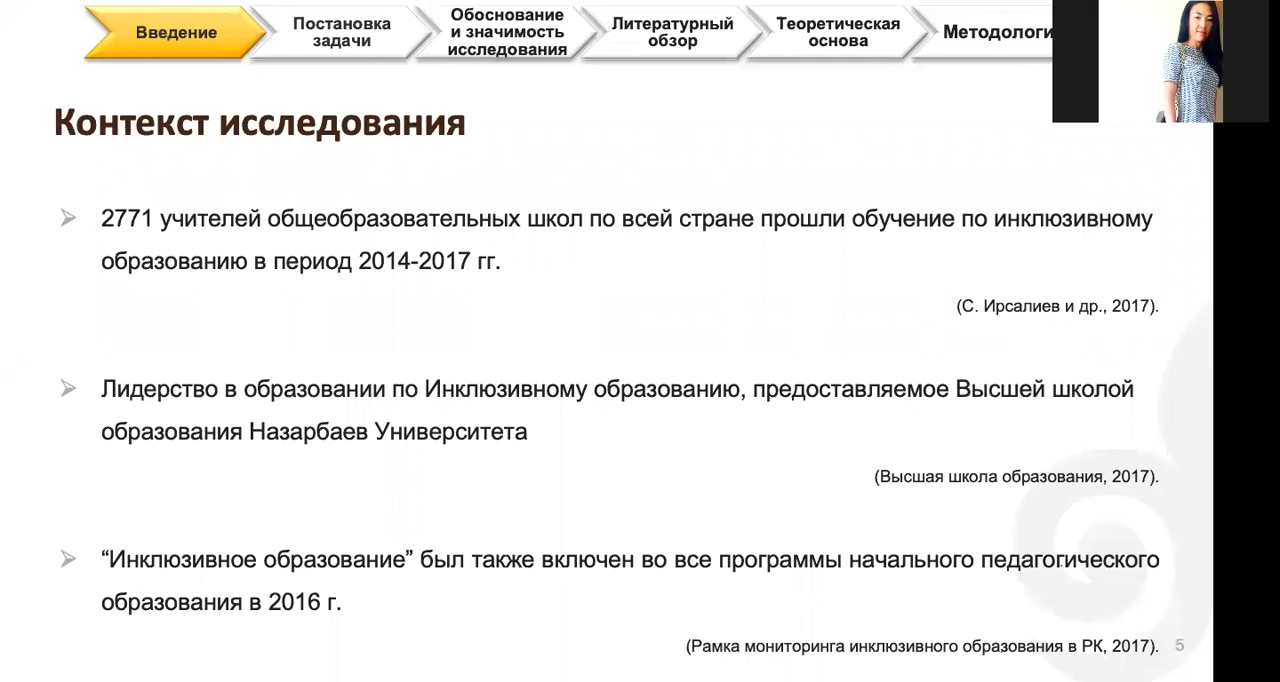 Введение
Постановка
задачи
Обоснование
и значимость
исследования
Литературный
обзор
Теоретическая
основа
Методологи
Контекст исследования
2771 учителей общеобразовательных школ по всей стране прошли обучение по инклюзивному
образованию в период 2014-2017 гг.
(С. Ирсалиев и др., 2017).
Лидерство в образовании по Инклюзивному образованию, предоставляемое Высшей школой
образования Назарбаев Университета
(Высшая школа образования, 2017).
“Инклюзивное образование” был также включен во все программы начального педагогического
образования в 2016 г.
(Рамка мониторинга инклюзивного образования в РК, 2017). 5